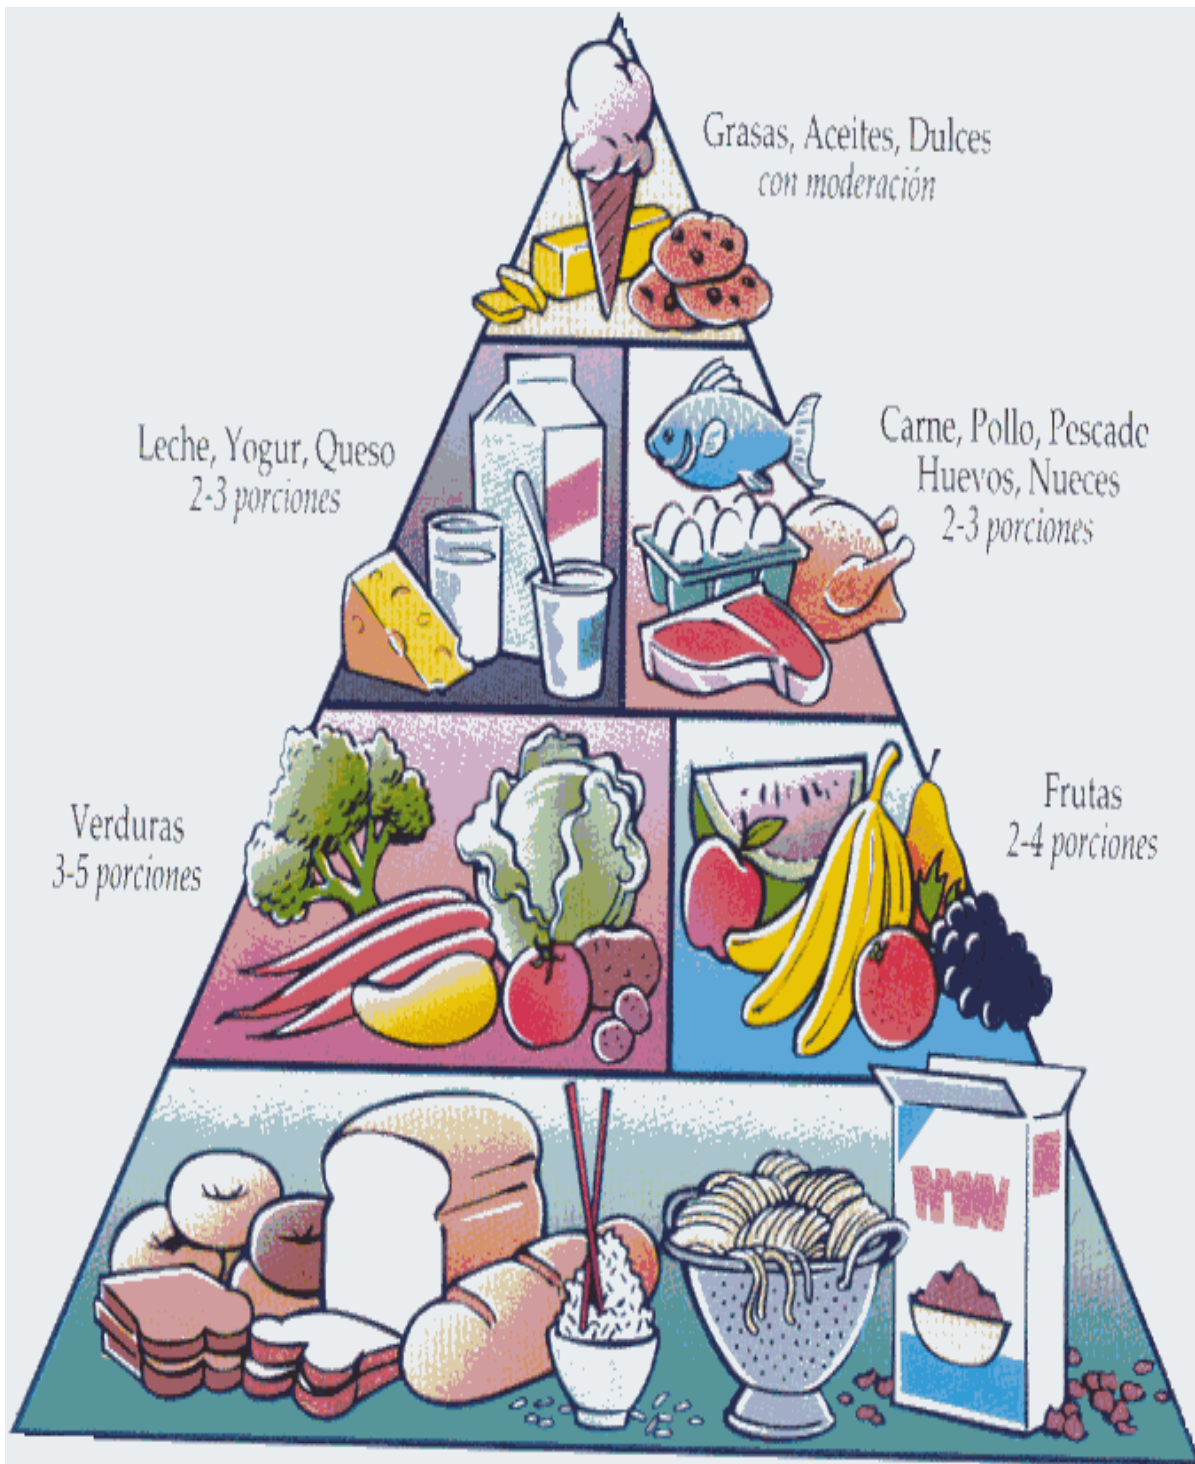 Grasas, Aceites, Dulces
con moderación
Leche, Yogur, Queso
2-3 porciones
Carne, Pollo, Pescado
Huevos, Nueces
2-3 porciones
Verduras
3-5 porciones
Frutas
2-4 porciones